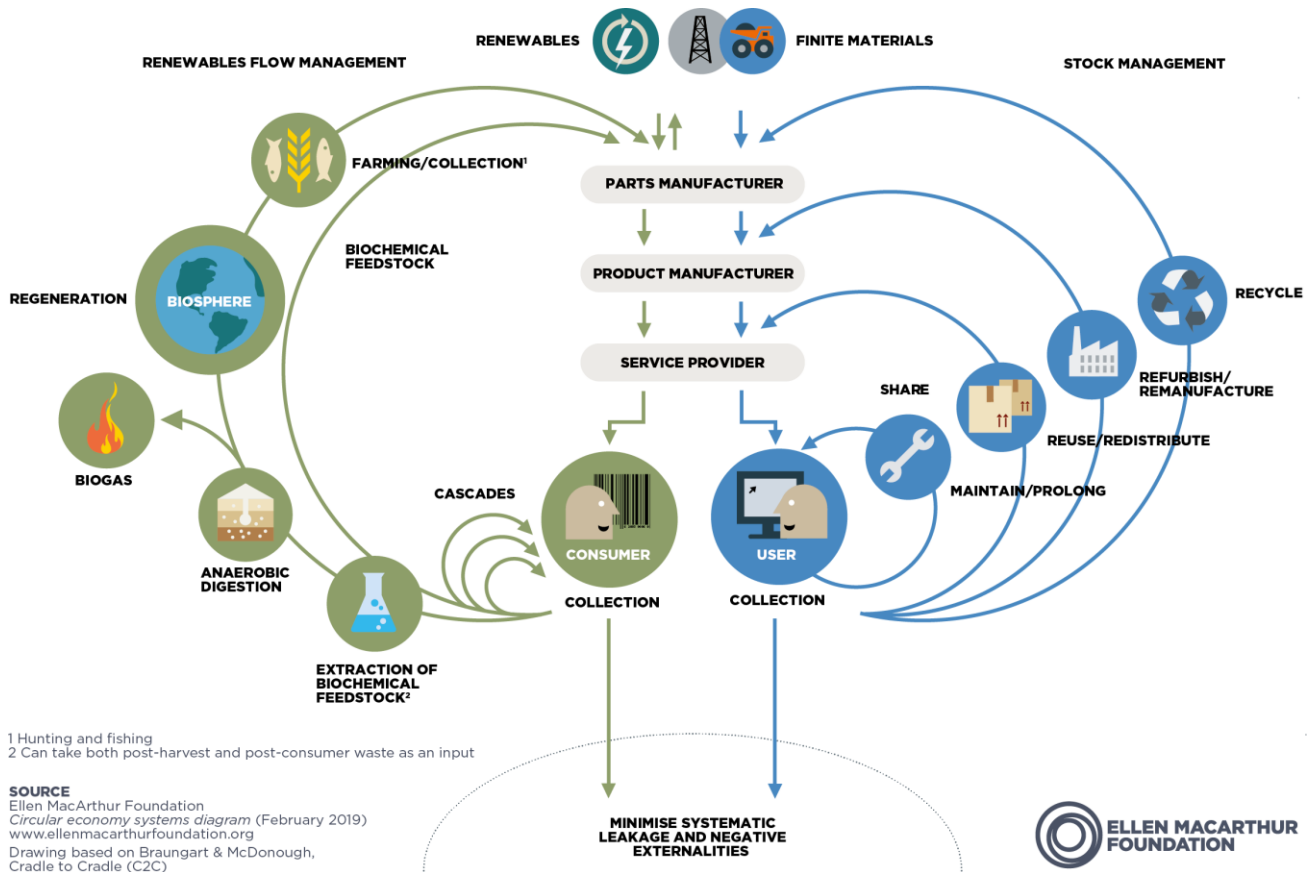 RENEWABLES
FINITE MATERIALS
RENEWABLES FLOW MANAGEMENT
STOCK MANAGEMENT
FARMING/COLLECTION¹
PARTS MANUFACTURER
BIOCHEMICAL
FEEDSTOCK
PRODUCT MANUFACTURER
REGENERATION
BIOSPHERE
RECYCLE
SERVICE PROVIDER
SHARE
REFURBISH/
REMANUFACTURE
REUSE/REDISTRIBUTE
BIOGAS
CASCADES
MAINTAIN/PROLONG
CONSUMER
USER
ANAEROBIC
DIGESTION
COLLECTION
COLLECTION
EXTRACTION OF
BIOCHEMICAL
FEEDSTOCK²
1 Hunting and fishing
2 Can take both post-harvest and post-consumer waste as an input
SOURCE
Ellen MacArthur Foundation
Circular economy systems diagram (February 2019)
www.ellenmacarthurfoundation.org
Drawing based on Braungart & McDonough,
Cradle to Cradle (C2C)
MINIMISE SYSTEMATIC
LEAKAGE AND NEGATIVE
EXTERNALITIES
ELLEN MACARTHUR
FOUNDATION